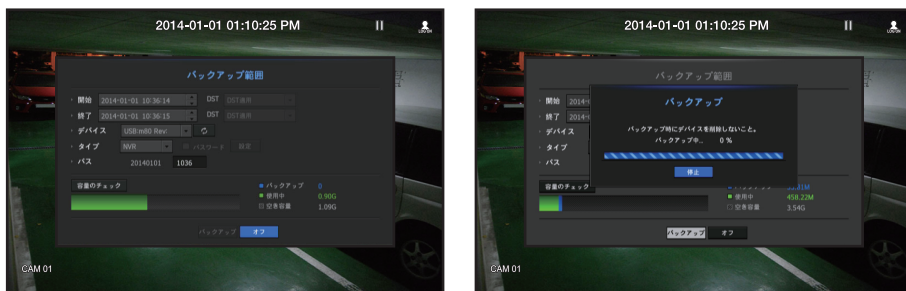 2014-01-01 01:10:25 PM
LOG ON
バックアップ範囲
・ 開始 2014-01-01 10:36:14 DST DST適用
・ 終了 2014-01-01 10:36:15 DST DST適用
・ デバイス USB:m80 Rev:
・ タイプ NVR パスワード 設定
・ パス 20140101 1036
容量のチェック
バックアップ 0
使用中 0.90G
空き容量 1.09G
バックアップ オフ
CAM 01
2014-01-01 01:10:25 PM
LOG ON
バックアップ範囲
・ 開始 2014-
・ 終了 2014-
・ デバイス
・ タイプ
・ パス
バックアップ
バックアップ時にデバイスを削除しないこと。
バックアップ中.. 0 %
停止
容量のチェック
使用中 458.22M
空き容量 3.54G
バックアップ オフ
CAM 01